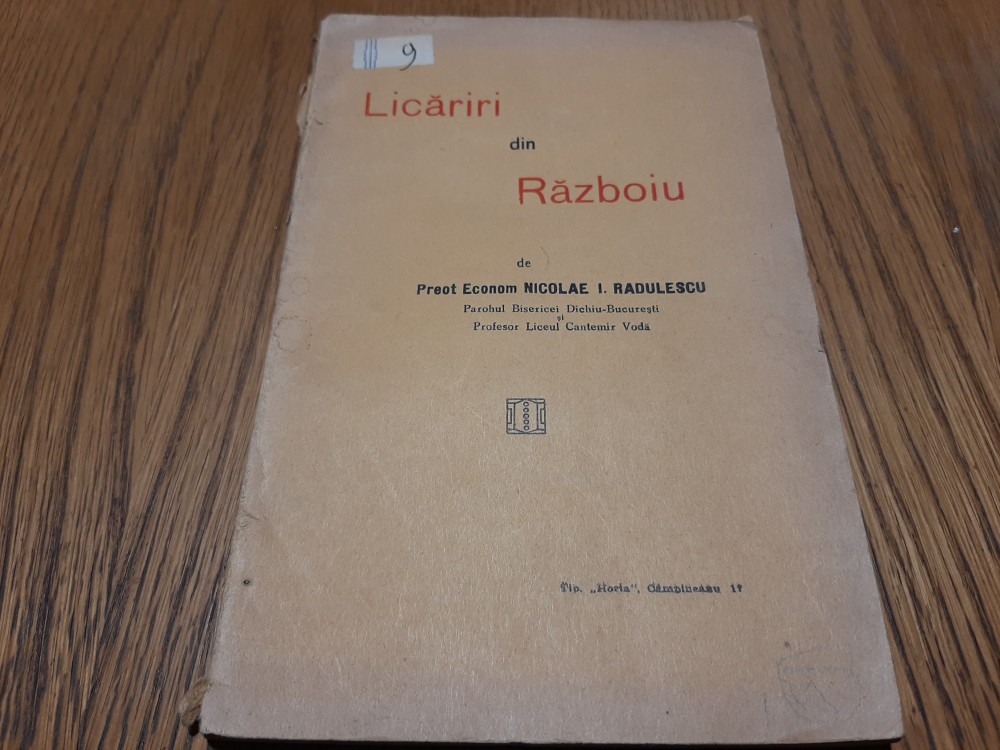 9
Licăriri
din
Războiu
de
Preot Econom NICOLAE I. RADULESCU
Parohul Bisericei Dichiu-Bucureşti
şi
Profesor Liceul Cantemir Vodă
Tip. „Horia“, Câmpineanu